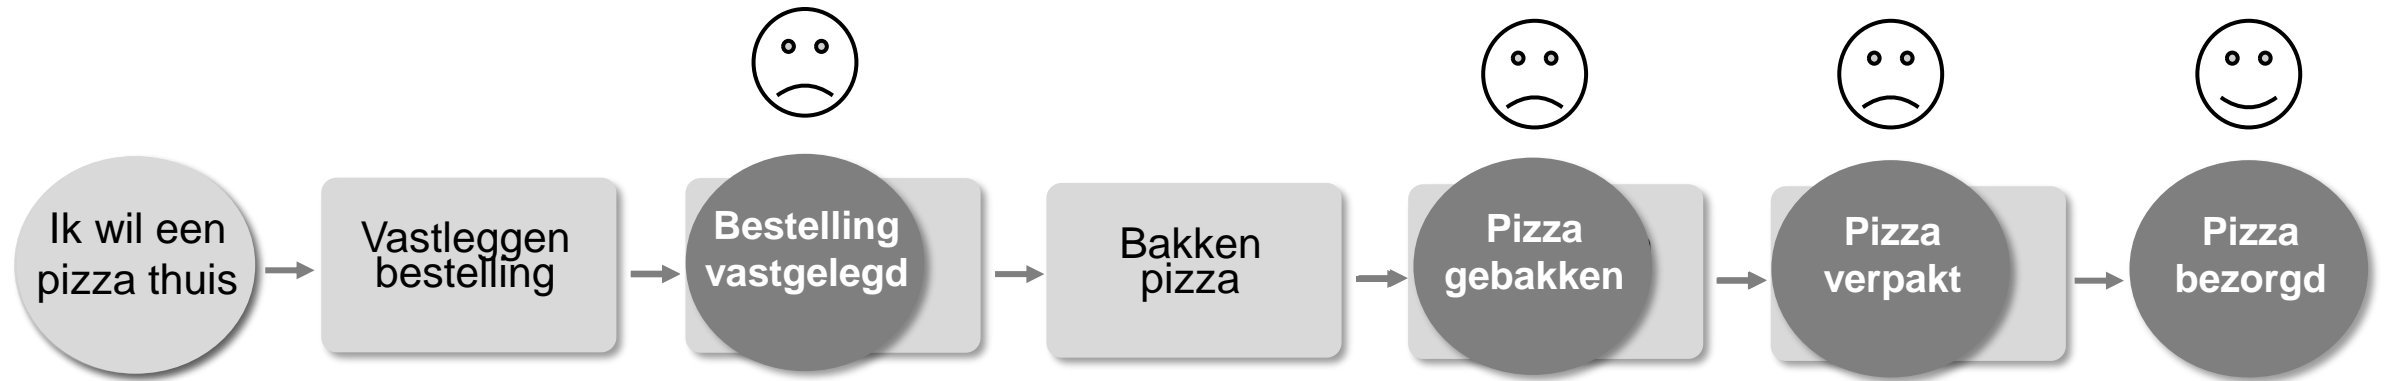 Ik wil een
pizza thuis
Vastleggen
bestelling
Bestelling
vastgelegd
Bakken
pizza
Pizza
gebakken
Pizza
verpakt
Pizza
bezorgd